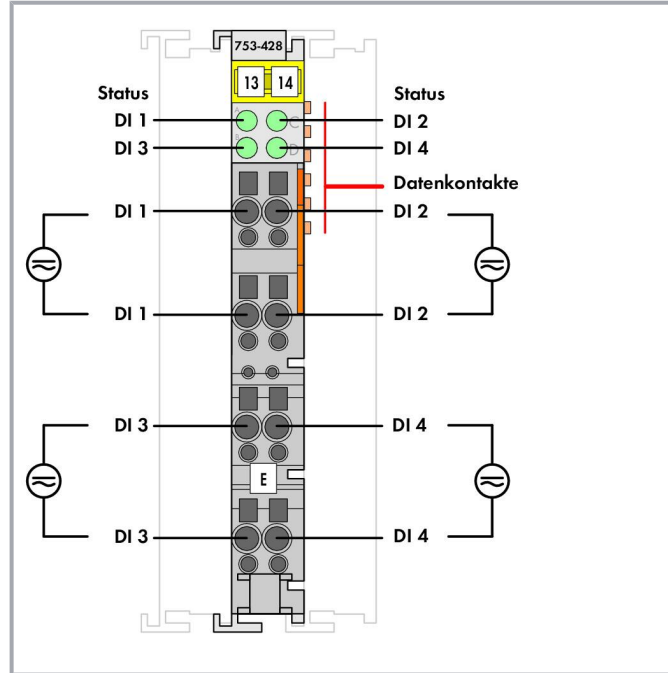 753-428
13 14
Status Status
DI 1 A C DI 2
DI 3 B D DI 4
Datenkontakte
DI 1 DI 2
DI 1 DI 2
DI 3 DI 4
E
DI 3 DI 4